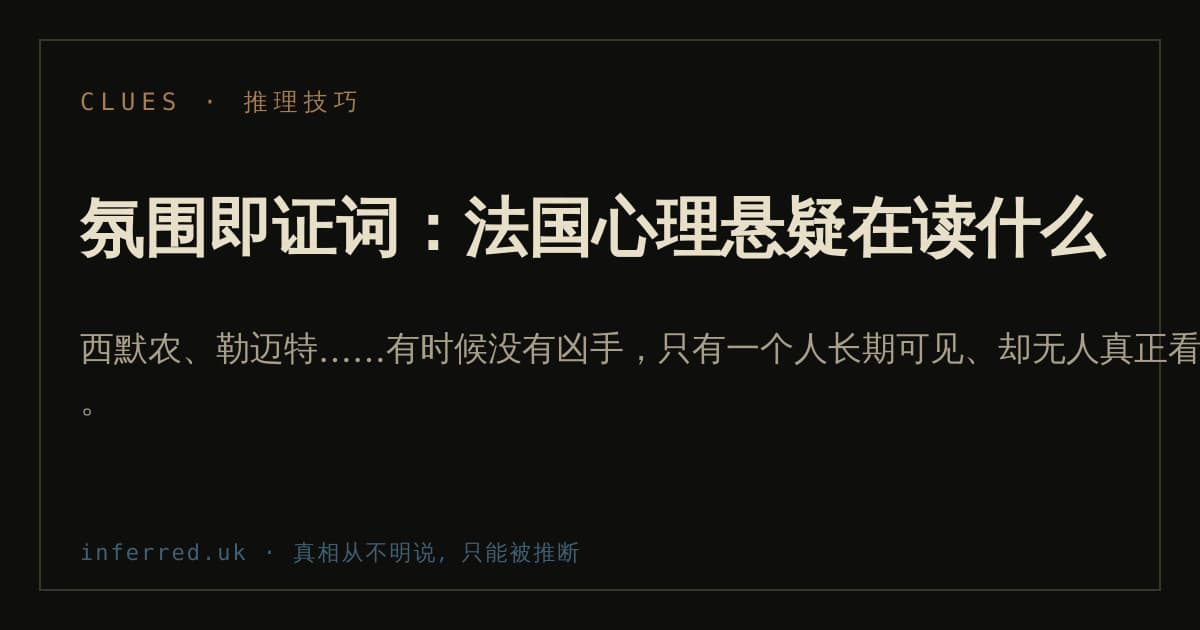 CLUES · 推理技巧
氛围即证词：法国心理悬疑在读什么
西默农、勒迈特……有时候没有凶手，只有一个人长期可见、却无人真正看
。
inferred.uk · 真相从不明说, 只能被推断